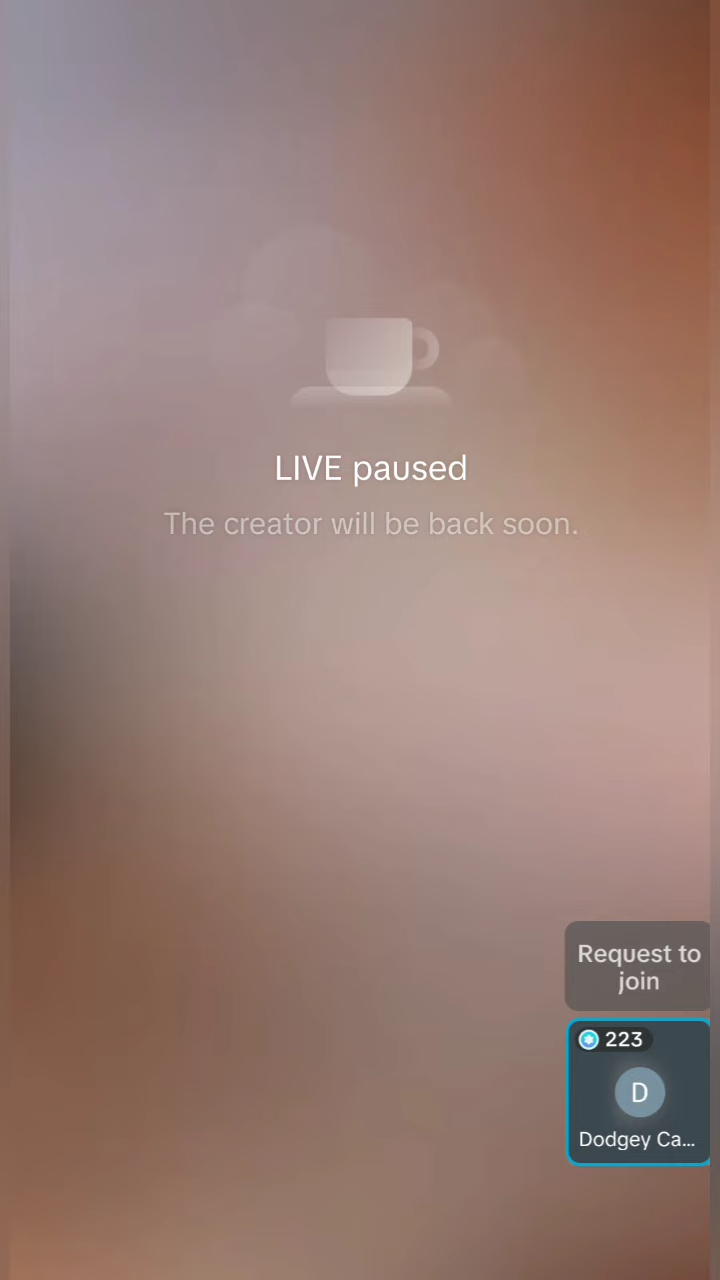 LIVE paused
The creator will be back soon.
Request to
join
223
D
Dodgey Ca...